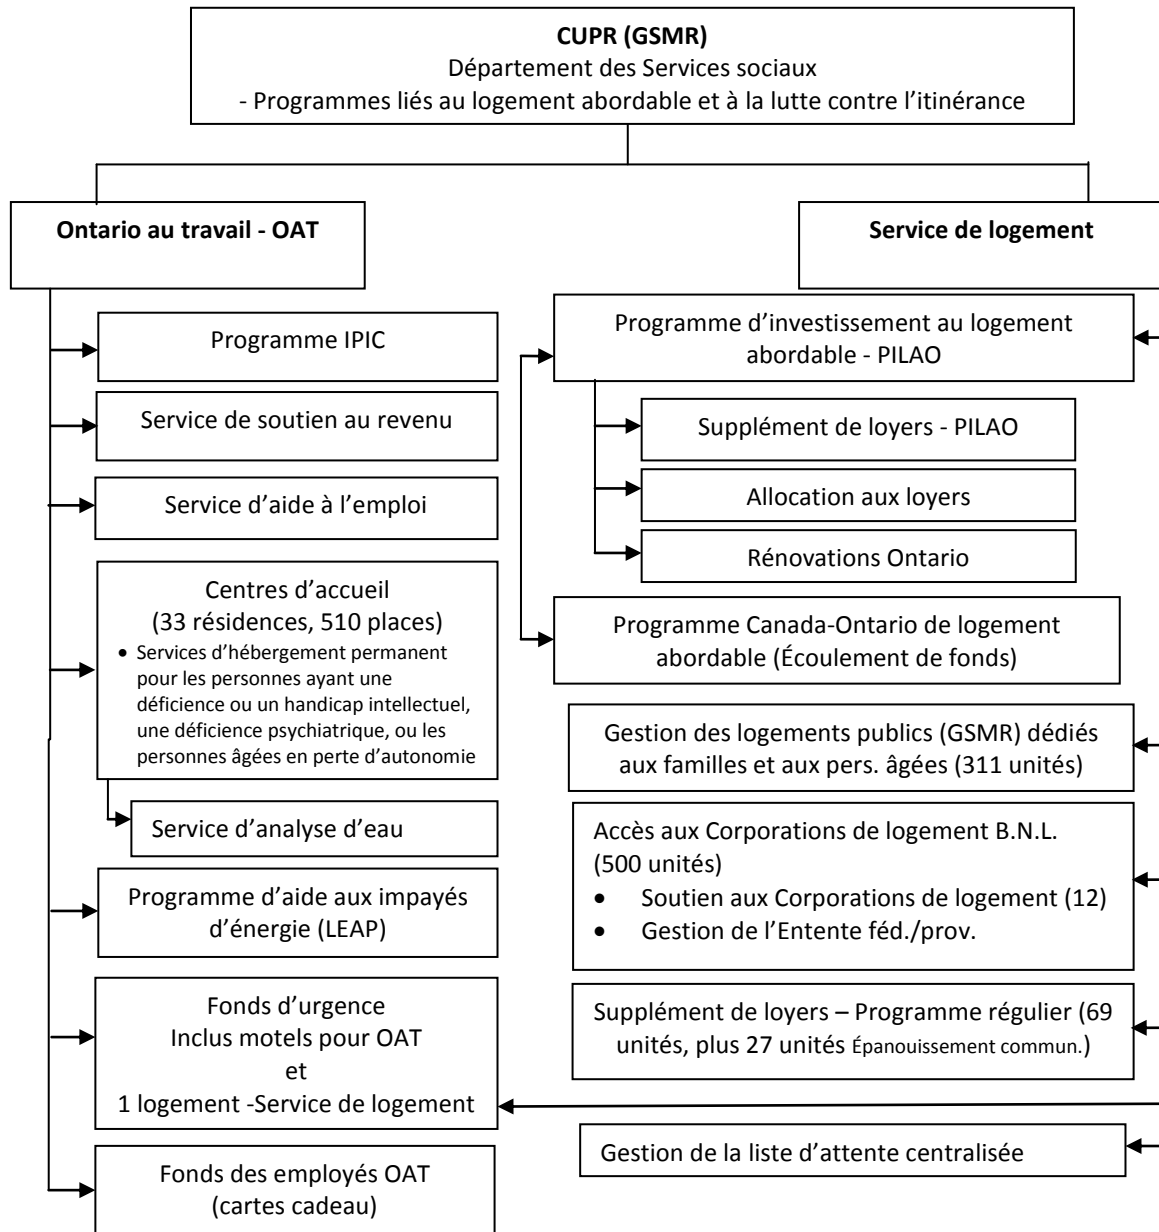 CUPR (GSMR)
Département des Services sociaux
- Programmes liés au logement abordable et à la lutte contre l’itinérance
Ontario au travail - OAT
Programme IPIC
Service de soutien au revenu
Service d’aide à l’emploi
Centres d’accueil
(33 résidences, 510 places)
• Services d’hébergement permanent
pour les personnes ayant une
déficience ou un handicap intellectuel,
une déficience psychiatrique, ou les
personnes âgées en perte d’autonomie
Service d’analyse d’eau
Programme d’aide aux impayés
d’énergie (LEAP)
Fonds d’urgence
Inclus motels pour OAT
et
1 logement -Service de logement
Fonds des employés OAT
(cartes cadeau)
Service de logement
Programme d’investissement au logement
abordable - PILAO
Supplément de loyers - PILAO
Allocation aux loyers
Rénovations Ontario
Programme Canada-Ontario de logement
abordable (Écoulement de fonds)
Gestion des logements publics (GSMR) dédiés
aux familles et aux pers. âgées (311 unités)
Accès aux Corporations de logement B.N.L.
(500 unités)
• Soutien aux Corporations de logement (12)
• Gestion de l’Entente féd./prov.
Supplément de loyers – Programme régulier (69
unités, plus 27 unités Épanouissement commun.)
Gestion de la liste d’attente centralisée